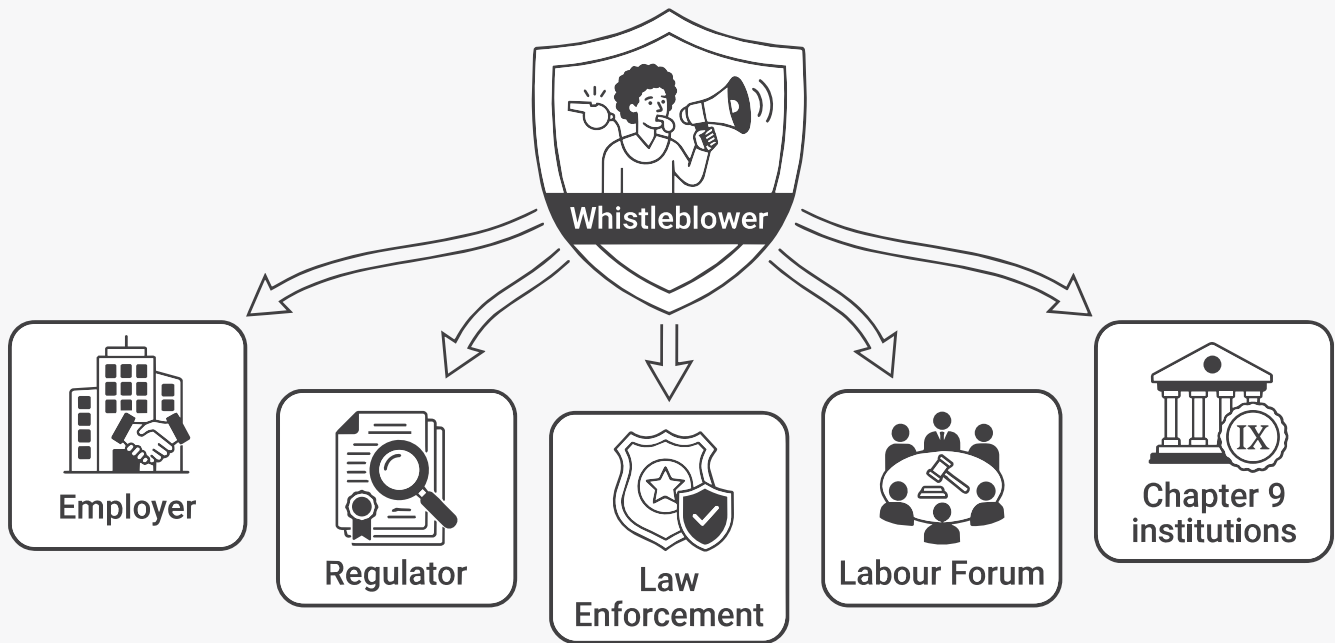 Whistleblower
Employer
Regulator
Law
Enforcement
Labour Forum
IX
Chapter 9
institutions